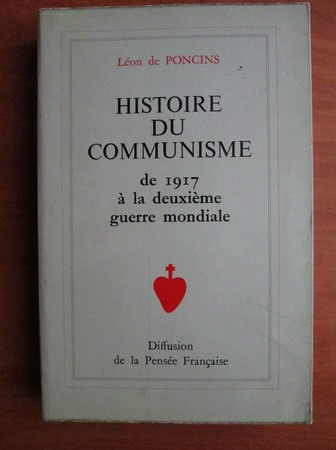 Léon de PONCINS
HISTOIRE
DU
COMMUNISME
de 1917
à la deuxième
guerre mondiale
Diffusion
de la Pensée Française